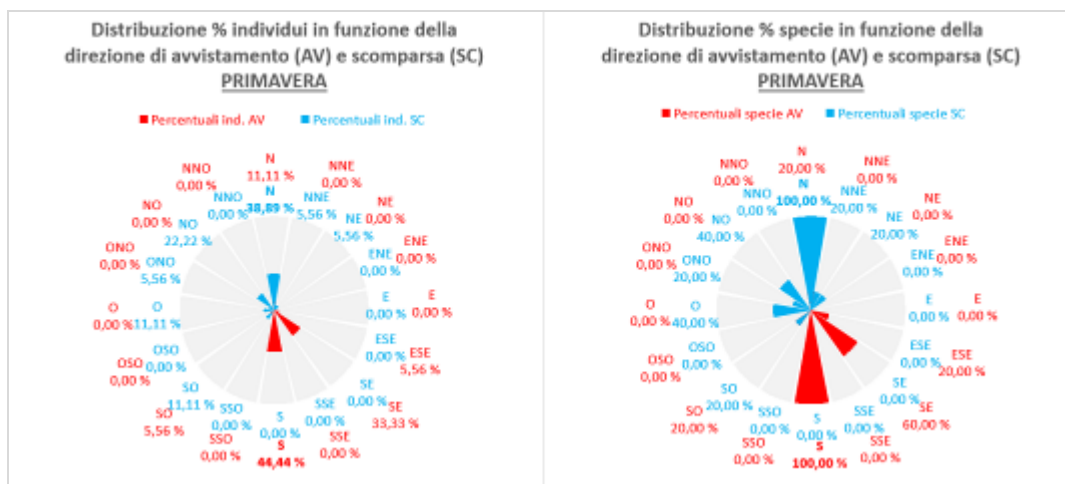 Distribuzione % individui in funzione della
direzione di avvistamento (AV) e scomparsa (SC)
PRIMAVERA
Percentuali ind. AV
Percentuali ind. SC
N
11,11 %
NNE
0,00 %
NE
0,00 %
ENE
0,00 %
E
0,00 %
ESE
5,56 %
SE
33,33 %
SSE
0,00 %
S
44,44 %
SSO
0,00 %
SO
5,56 %
OSO
0,00 %
O
0,00 %
ONO
0,00 %
NO
0,00 %
NNO
0,00 %
N
38,89 %
NNE
5,56 %
NE
5,56 %
ENE
0,00 %
E
0,00 %
ESE
0,00 %
SE
0,00 %
SSE
0,00 %
S
0,00 %
SSO
0,00 %
SO
11,11 %
OSO
0,00 %
O
11,11 %
ONO
5,56 %
NO
22,22 %
NNO
0,00 %
Distribuzione % specie in funzione della
direzione di avvistamento (AV) e scomparsa (SC)
PRIMAVERA
Percentuali specie AV
Percentuali specie SC
N
20,00 %
NNE
0,00 %
NE
0,00 %
ENE
0,00 %
E
0,00 %
ESE
20,00 %
SE
60,00 %
SSE
0,00 %
S
100,00 %
SSO
0,00 %
SO
20,00 %
OSO
0,00 %
O
0,00 %
ONO
0,00 %
NO
0,00 %
NNO
0,00 %
N
100,00 %
NNE
20,00 %
NE
20,00 %
ENE
0,00 %
E
0,00 %
ESE
0,00 %
SE
0,00 %
SSE
0,00 %
S
0,00 %
SSO
0,00 %
SO
20,00 %
OSO
0,00 %
O
40,00 %
ONO
20,00 %
NO
40,00 %
NNO
0,00 %